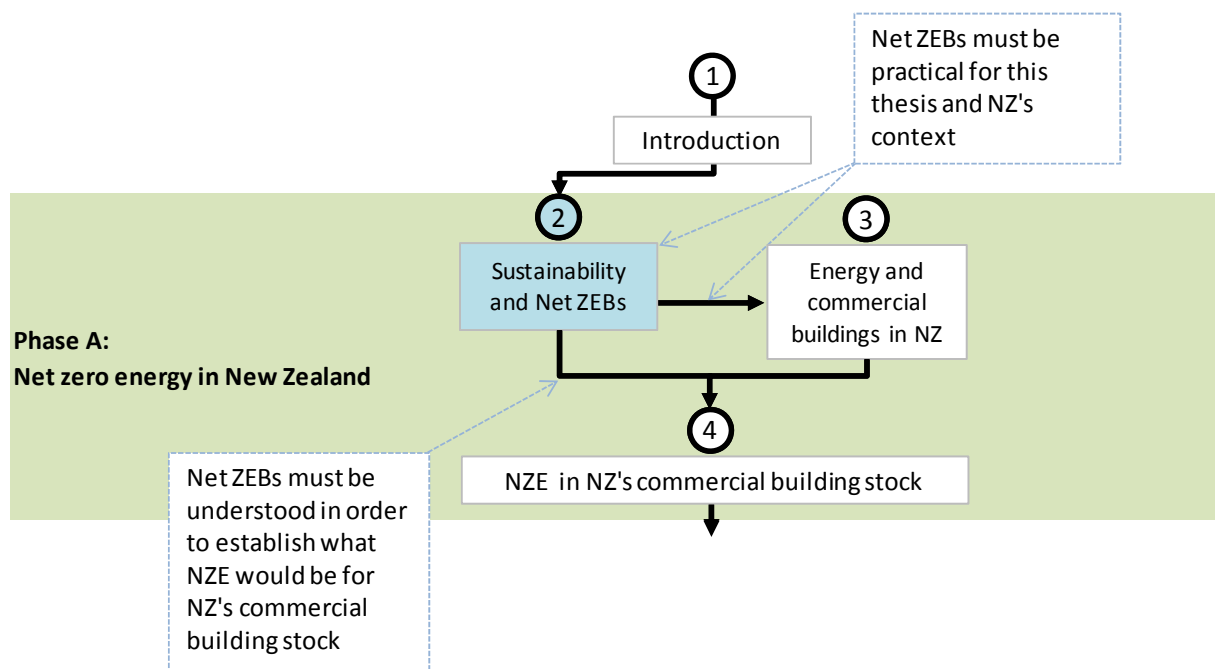 Net ZEBs must be
practical for this
thesis and NZ's
context
1
Introduction
2
3
Sustainability
and Net ZEBs
Energy and
commercial
buildings in NZ
Phase A:
Net zero energy in New Zealand
4
NZE in NZ's commercial building stock
Net ZEBs must be
understood in order
to establish what
NZE would be for
NZ's commercial
building stock